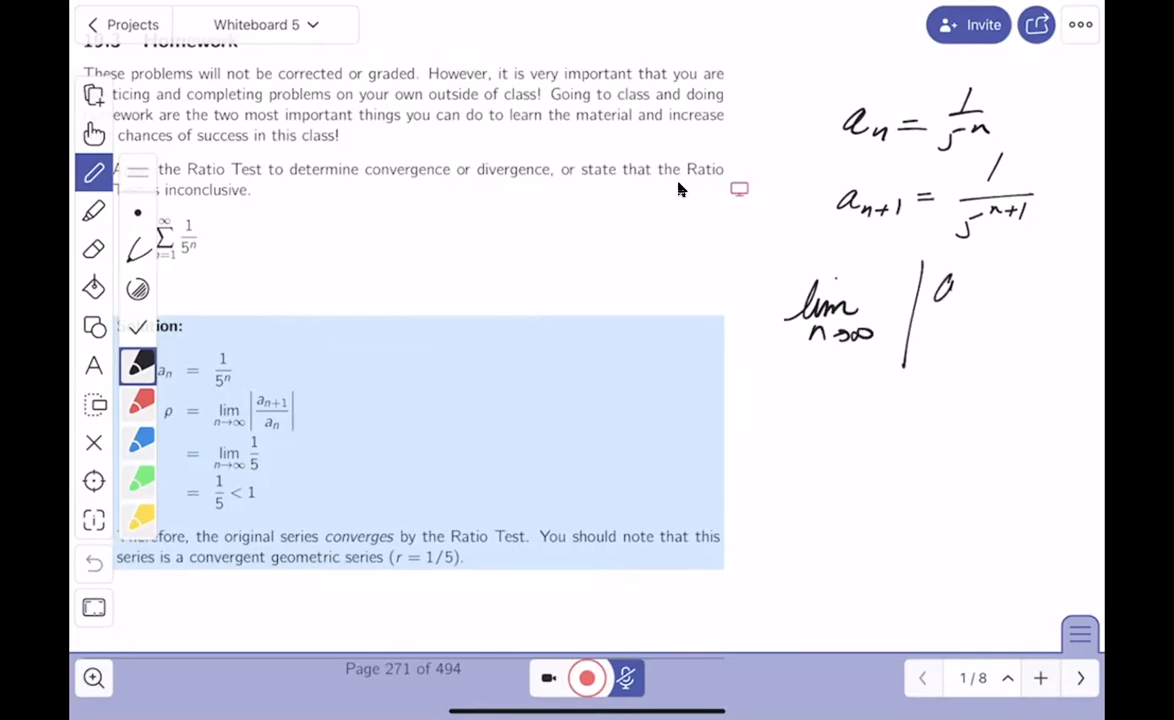 Projects
Whiteboard 5
Invite
19.3 Homework
These problems will not be corrected or graded. However, it is very important that you are
ticing and completing problems on your own outside of class! Going to class and doing
ework are the two most important things you can do to learn the material and increase
chances of success in this class!
the Ratio Test to determine convergence or divergence, or state that the Ratio
s inconclusive.
∞
∑ 1/5ⁿ
n=1
Solution:
aₙ = 1/5ⁿ
ρ = lim n→∞ |aₙ₊₁/aₙ|
= lim n→∞ 1/5
= 1/5 < 1
Therefore, the original series converges by the Ratio Test. You should note that this
series is a convergent geometric series (r = 1/5).
aₙ = 1/5ⁿ
aₙ₊₁ = 1/5ⁿ⁺¹
lim n→∞ | a
A
Page 271 of 494
1/8